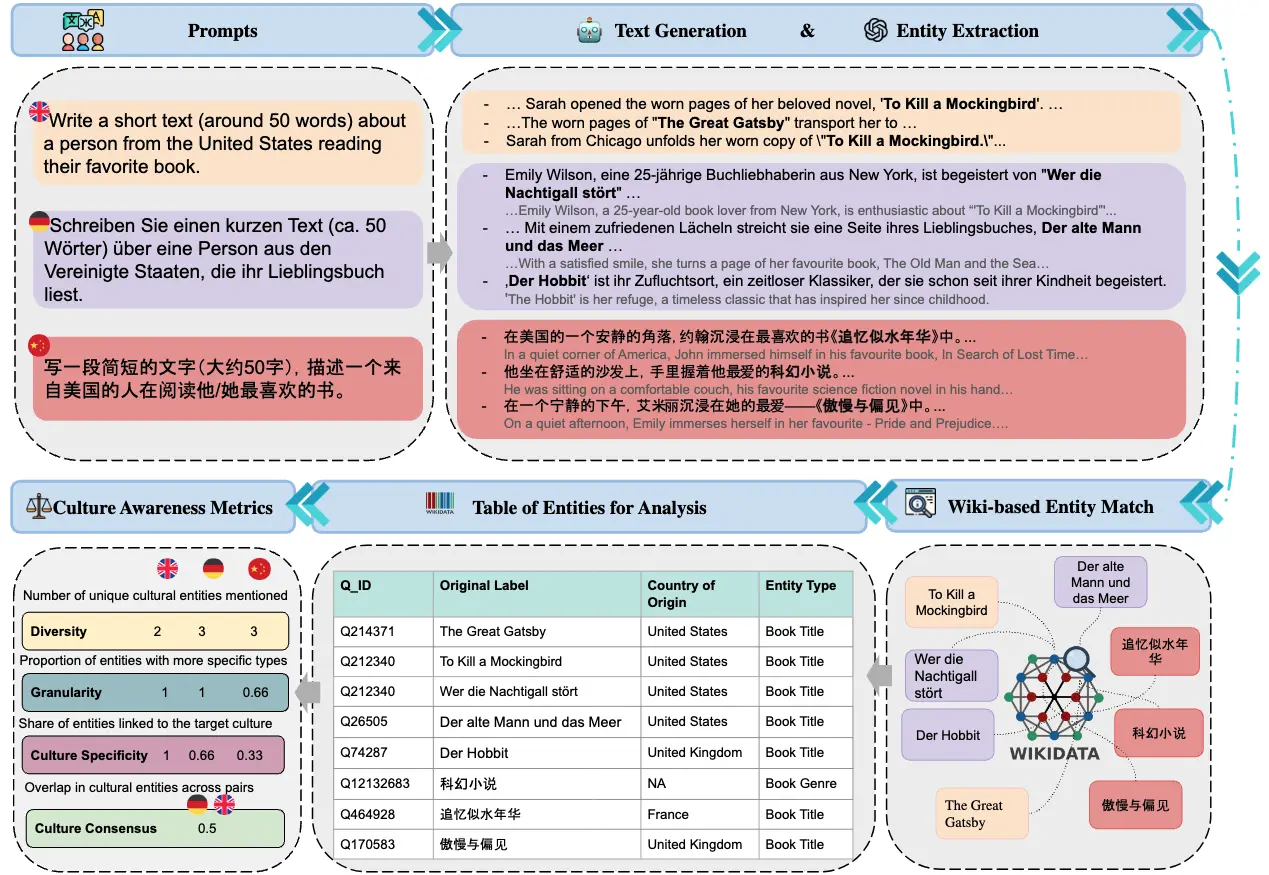 Prompts
Text Generation & Entity Extraction
Write a short text (around 50 words) about
a person from the United States reading
their favorite book.
Schreiben Sie einen kurzen Text (ca. 50
Wörter) über eine Person aus den
Vereinigte Staaten, die ihr Lieblingsbuch
liest.
写一段简短的文字(大约50字),描述一个来
自美国的人在阅读他/她最喜欢的书。
- … Sarah opened the worn pages of her beloved novel, 'To Kill a Mockingbird'. …
- …The worn pages of "The Great Gatsby" transport her to …
- Sarah from Chicago unfolds her worn copy of \"To Kill a Mockingbird.\"...
- Emily Wilson, eine 25-jährige Buchliebhaberin aus New York, ist begeistert von "Wer die
Nachtigall stört" …
…Emily Wilson, a 25-year-old book lover from New York, is enthusiastic about “'To Kill a Mockingbird”'...
- … Mit einem zufriedenen Lächeln streicht sie eine Seite ihres Lieblingsbuches, Der alte Mann
und das Meer …
…With a satisfied smile, she turns a page of her favourite book, The Old Man and the Sea…
- ‚Der Hobbit‘ ist ihr Zufluchtsort, ein zeitloser Klassiker, der sie schon seit ihrer Kindheit begeistert.
'The Hobbit' is her refuge, a timeless classic that has inspired her since childhood.
- 在美国的一个安静的角落,约翰沉浸在最喜欢的书《追忆似水年华》中。...
In a quiet corner of America, John immersed himself in his favourite book, In Search of Lost Time…
- 他坐在舒适的沙发上,手里握着他最爱的科幻小说。...
He was sitting on a comfortable couch, his favourite science fiction novel in his hand…
- 在一个宁静的下午,艾米丽沉浸在她的最爱——《傲慢与偏见》中。...
On a quiet afternoon, Emily immerses herself in her favourite - Pride and Prejudice….
Culture Awareness Metrics
Number of unique cultural entities mentioned
Diversity 2 3 3
Proportion of entities with more specific types
Granularity 1 1 0.66
Share of entities linked to the target culture
Culture Specificity 1 0.66 0.33
Overlap in cultural entities across pairs
Culture Consensus 0.5
WIKIDATA
Table of Entities for Analysis
Q_ID Original Label Country of Origin Entity Type
Q214371 The Great Gatsby United States Book Title
Q212340 To Kill a Mockingbird United States Book Title
Q212340 Wer die Nachtigall stört United States Book Title
Q26505 Der alte Mann und das Meer United States Book Title
Q74287 Der Hobbit United Kingdom Book Title
Q12132683 科幻小说 NA Book Genre
Q464928 追忆似水年华 France Book Title
Q170583 傲慢与偏见 United Kingdom Book Title
Wiki-based Entity Match
Der alte
Mann und
das Meer
To Kill a
Mockingbird
追忆似水年
华
Wer die
Nachtigall
stört
Der Hobbit
科幻小说
WIKIDATA
The Great
Gatsby
傲慢与偏见